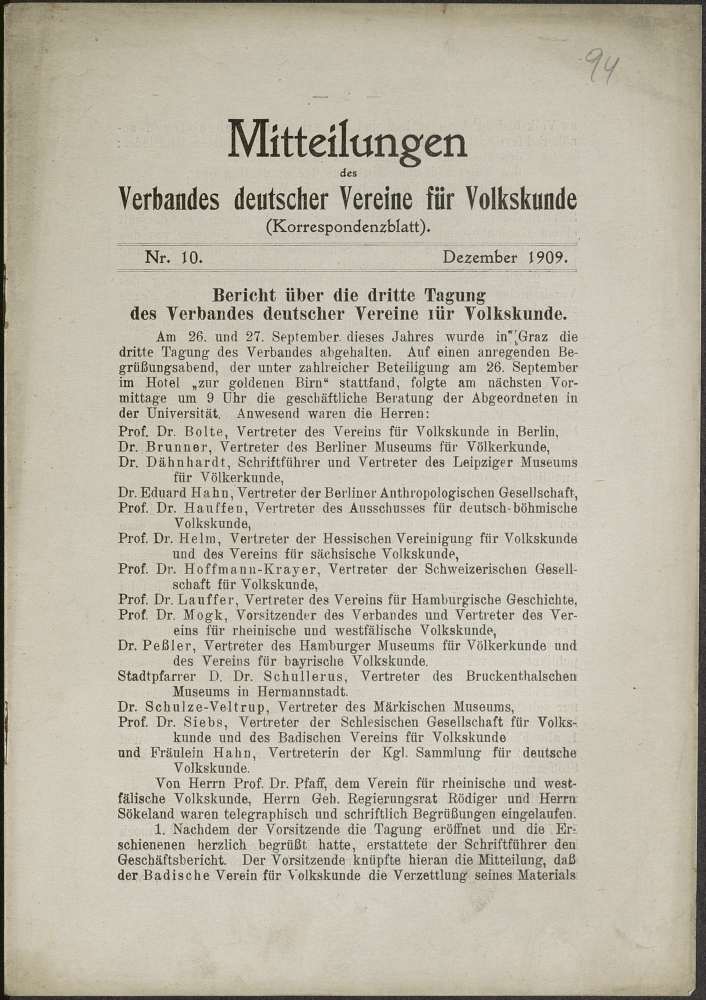 94
Mitteilungen
des
Verbandes deutscher Vereine für Volkskunde
(Korrespondenzblatt).
Nr. 10. Dezember 1909.
Bericht über die dritte Tagung
des Verbandes deutscher Vereine für Volkskunde.
Am 26. und 27. September dieses Jahres wurde in Graz die
dritte Tagung des Verbandes abgehalten. Auf einen anregenden Be-
grüßungsabend, der unter zahlreicher Beteiligung am 26. September
im Hotel „zur goldenen Birn“ stattfand, folgte am nächsten Vor-
mittage um 9 Uhr die geschäftliche Beratung der Abgeordneten in
der Universität. Anwesend waren die Herren:
Prof. Dr. Bolte, Vertreter des Vereins für Volkskunde in Berlin,
Dr. Brunner, Vertreter des Berliner Museums für Völkerkunde,
Dr. Dähnhardt, Schriftführer und Vertreter des Leipziger Museums
für Völkerkunde,
Dr. Eduard Hahn, Vertreter der Berliner Anthropologischen Gesellschaft,
Prof. Dr. Hauffen, Vertreter des Ausschusses für deutsch-böhmische
Volkskunde,
Prof. Dr. Helm, Vertreter der Hessischen Vereinigung für Volkskunde
und des Vereins für sächsische Volkskunde,
Prof. Dr. Hoffmann-Krayer, Vertreter der Schweizerischen Gesell-
schaft für Volkskunde,
Prof. Dr. Lauffer, Vertreter des Vereins für Hamburgische Geschichte,
Prof. Dr. Mogk, Vorsitzender des Verbandes und Vertreter des Ver-
eins für rheinische und westfälische Volkskunde,
Dr. Peßler, Vertreter des Hamburger Museums für Völkerkunde und
des Vereins für bayrische Volkskunde.
Stadtpfarrer D. Dr. Schullerus, Vertreter des Bruckenthalschen
Museums in Hermannstadt.
Dr. Schulze-Veltrup, Vertreter des Märkischen Museums,
Prof. Dr. Siebs, Vertreter der Schlesischen Gesellschaft für Volks-
kunde und des Badischen Vereins für Volkskunde
und Fräulein Hahn, Vertreterin der Kgl. Sammlung für deutsche
Volkskunde.
Von Herrn Prof. Dr. Pfaff, dem Verein für rheinische und west-
fälische Volkskunde, Herrn Geh. Regierungsrat Rödiger und Herrn
Sökeland waren telegraphisch und schriftlich Begrüßungen eingelaufen.
1. Nachdem der Vorsitzende die Tagung eröffnet und die Er-
schienenen herzlich begrüßt hatte, erstattete der Schriftführer den
Geschäftsbericht. Der Vorsitzende knüpfte hieran die Mitteilung, daß
der Badische Verein für Volkskunde die Verzettlung seines Materials